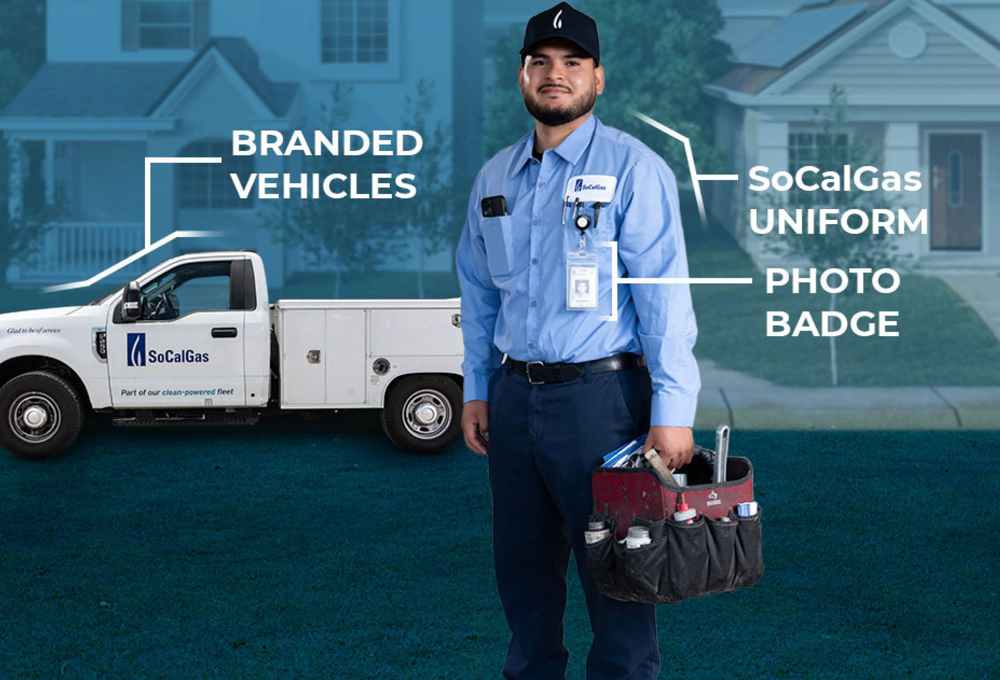 BRANDED
VEHICLES
SoCalGas
UNIFORM
PHOTO
BADGE
SoCalGas
Glad to be of service
SoCalGas
Part of our clean-powered fleet